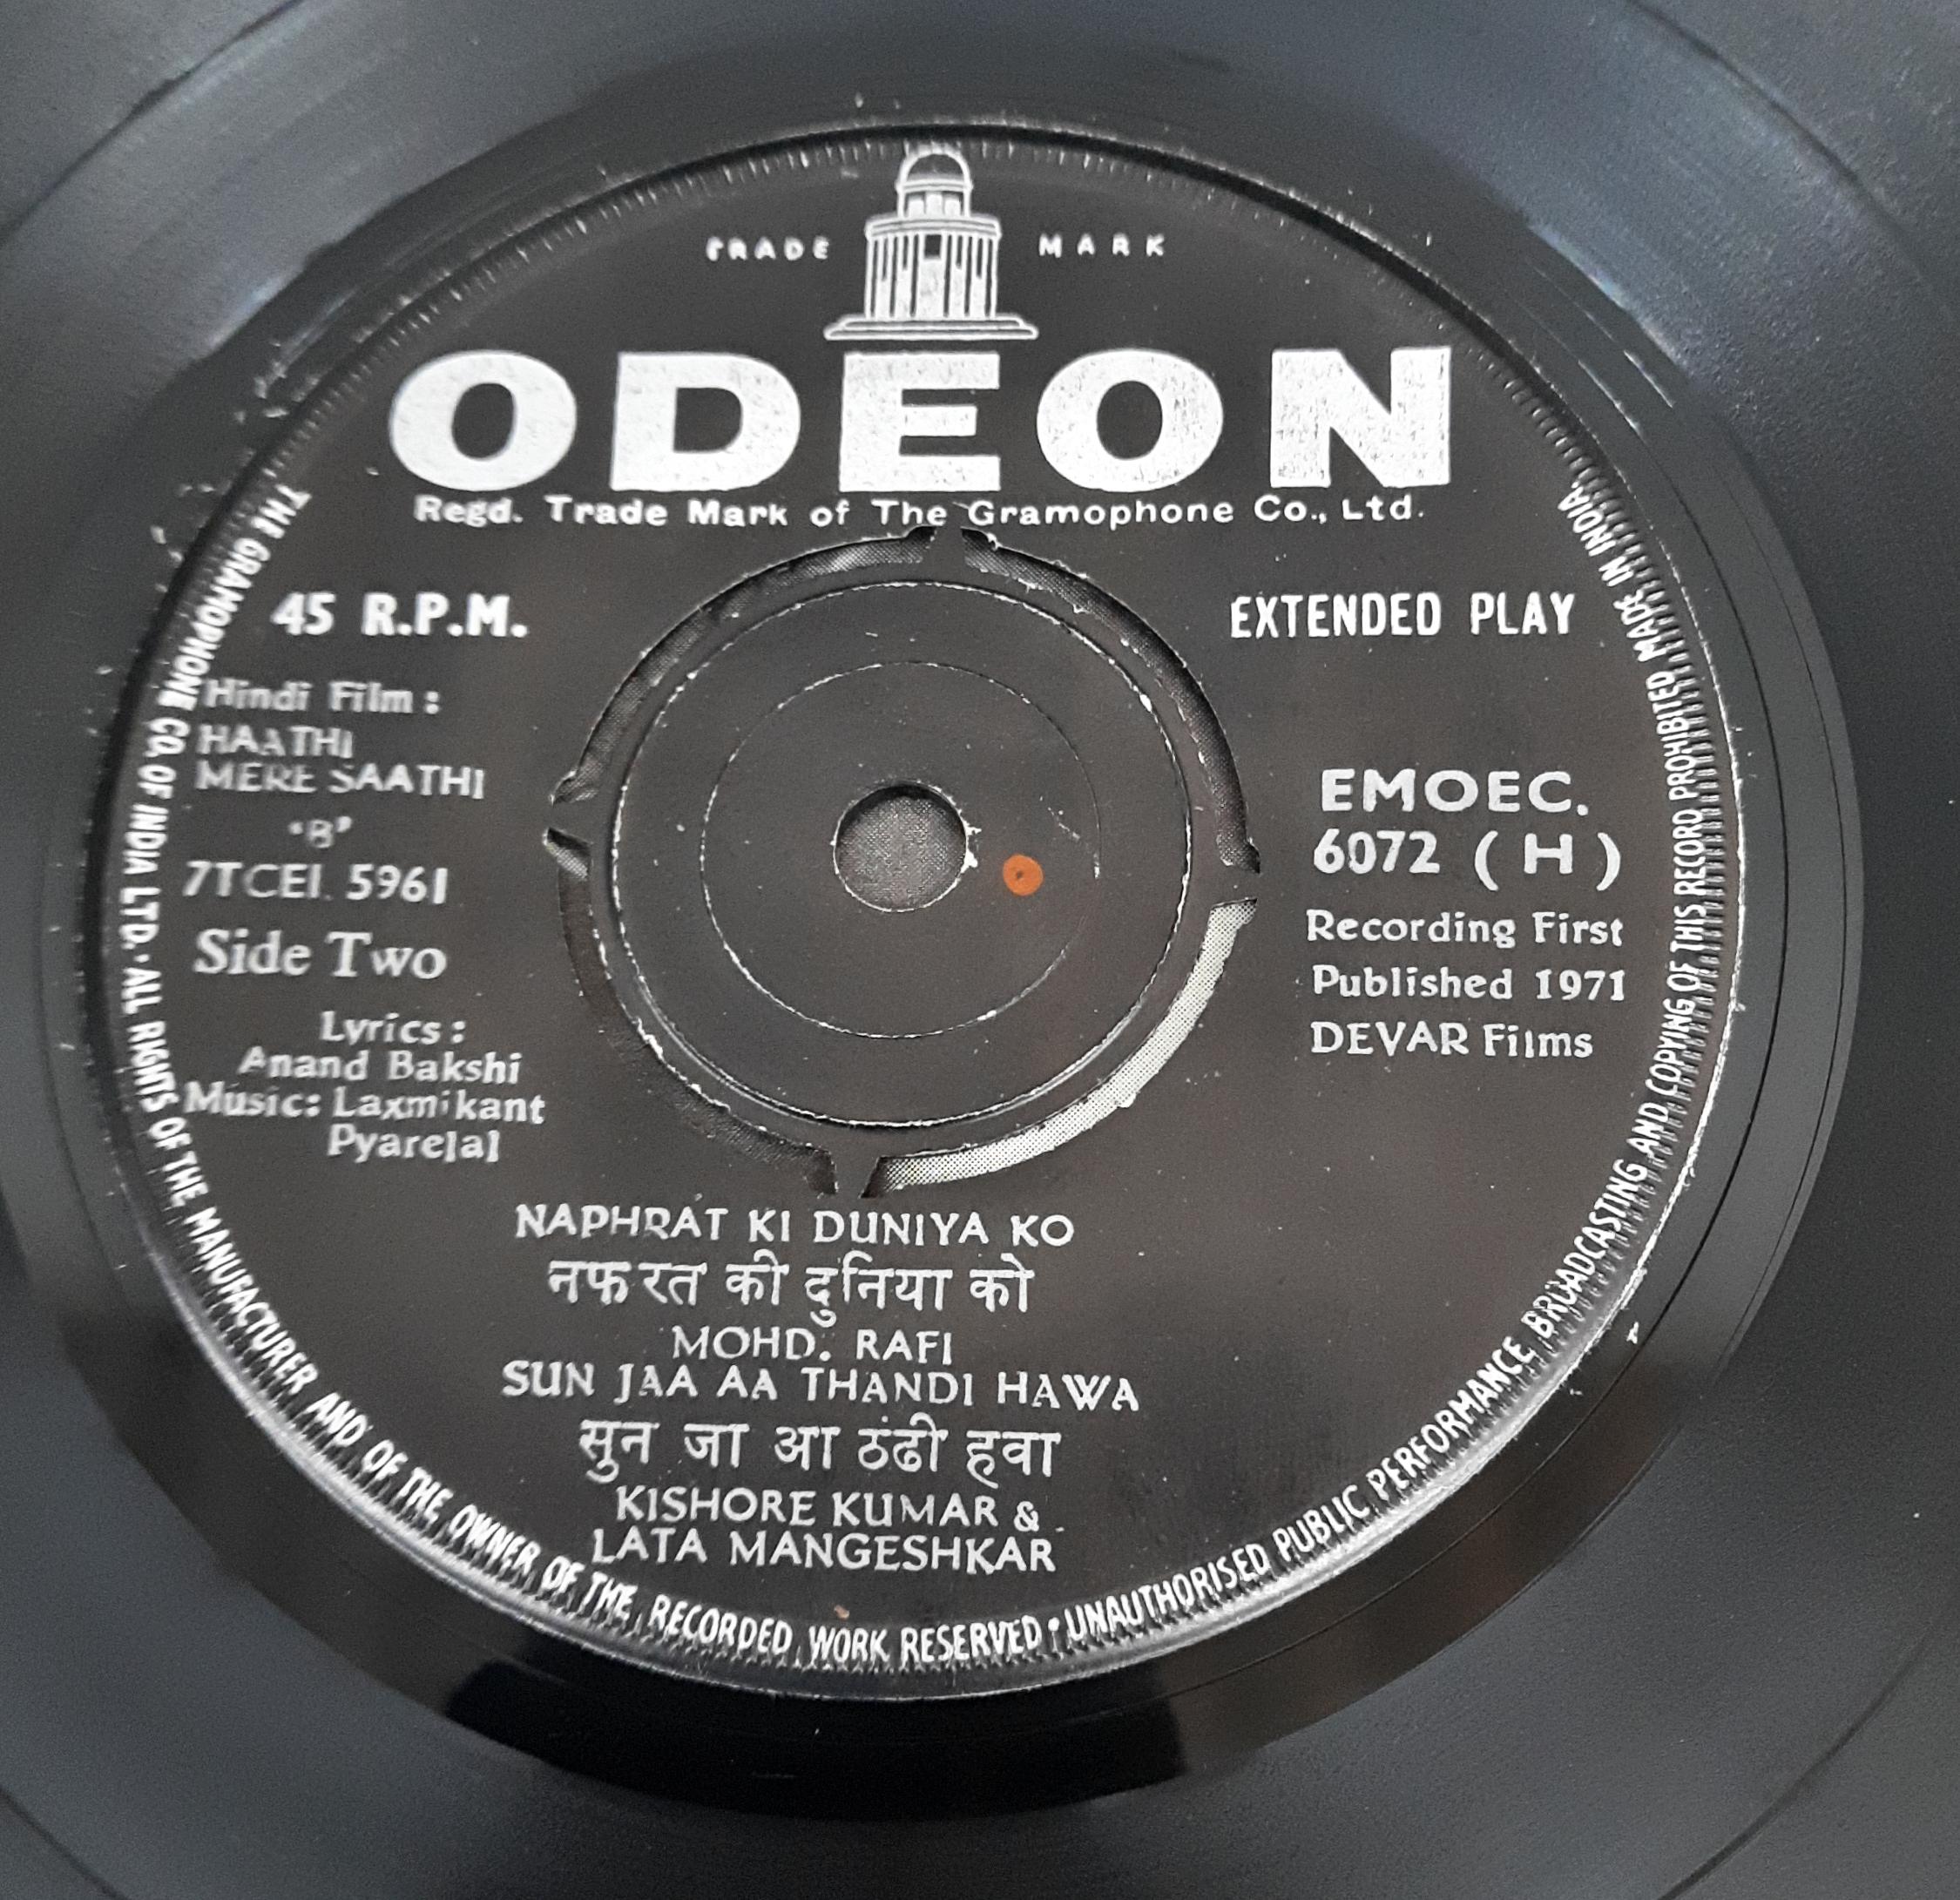 TRADE MARK
ODEON
Regd. Trade Mark of The Gramophone Co., Ltd.
45 R.P.M.
EXTENDED PLAY
Hindi Film :
HAATHI
MERE SAATHI
"B"
7TCEI. 5961
Side Two
Lyrics :
Anand Bakshi
Music: Laxmikant
Pyarelal
EMOEC.
6072 ( H )
Recording First
Published 1971
DEVAR Films
NAPHRAT KI DUNIYA KO
नफरत की दुनिया को
MOHD. RAFI
SUN JAA AA THANDI HAWA
सुन जा आ ठंढी हवा
KISHORE KUMAR &
LATA MANGESHKAR
THE GRAMOPHONE CO. OF INDIA LTD. · ALL RIGHTS OF THE MANUFACTURER AND OF THE OWNER OF THE RECORDED WORK RESERVED · UNAUTHORISED PUBLIC PERFORMANCE, BROADCASTING AND COPYING OF THIS RECORD PROHIBITED MADE IN INDIA.